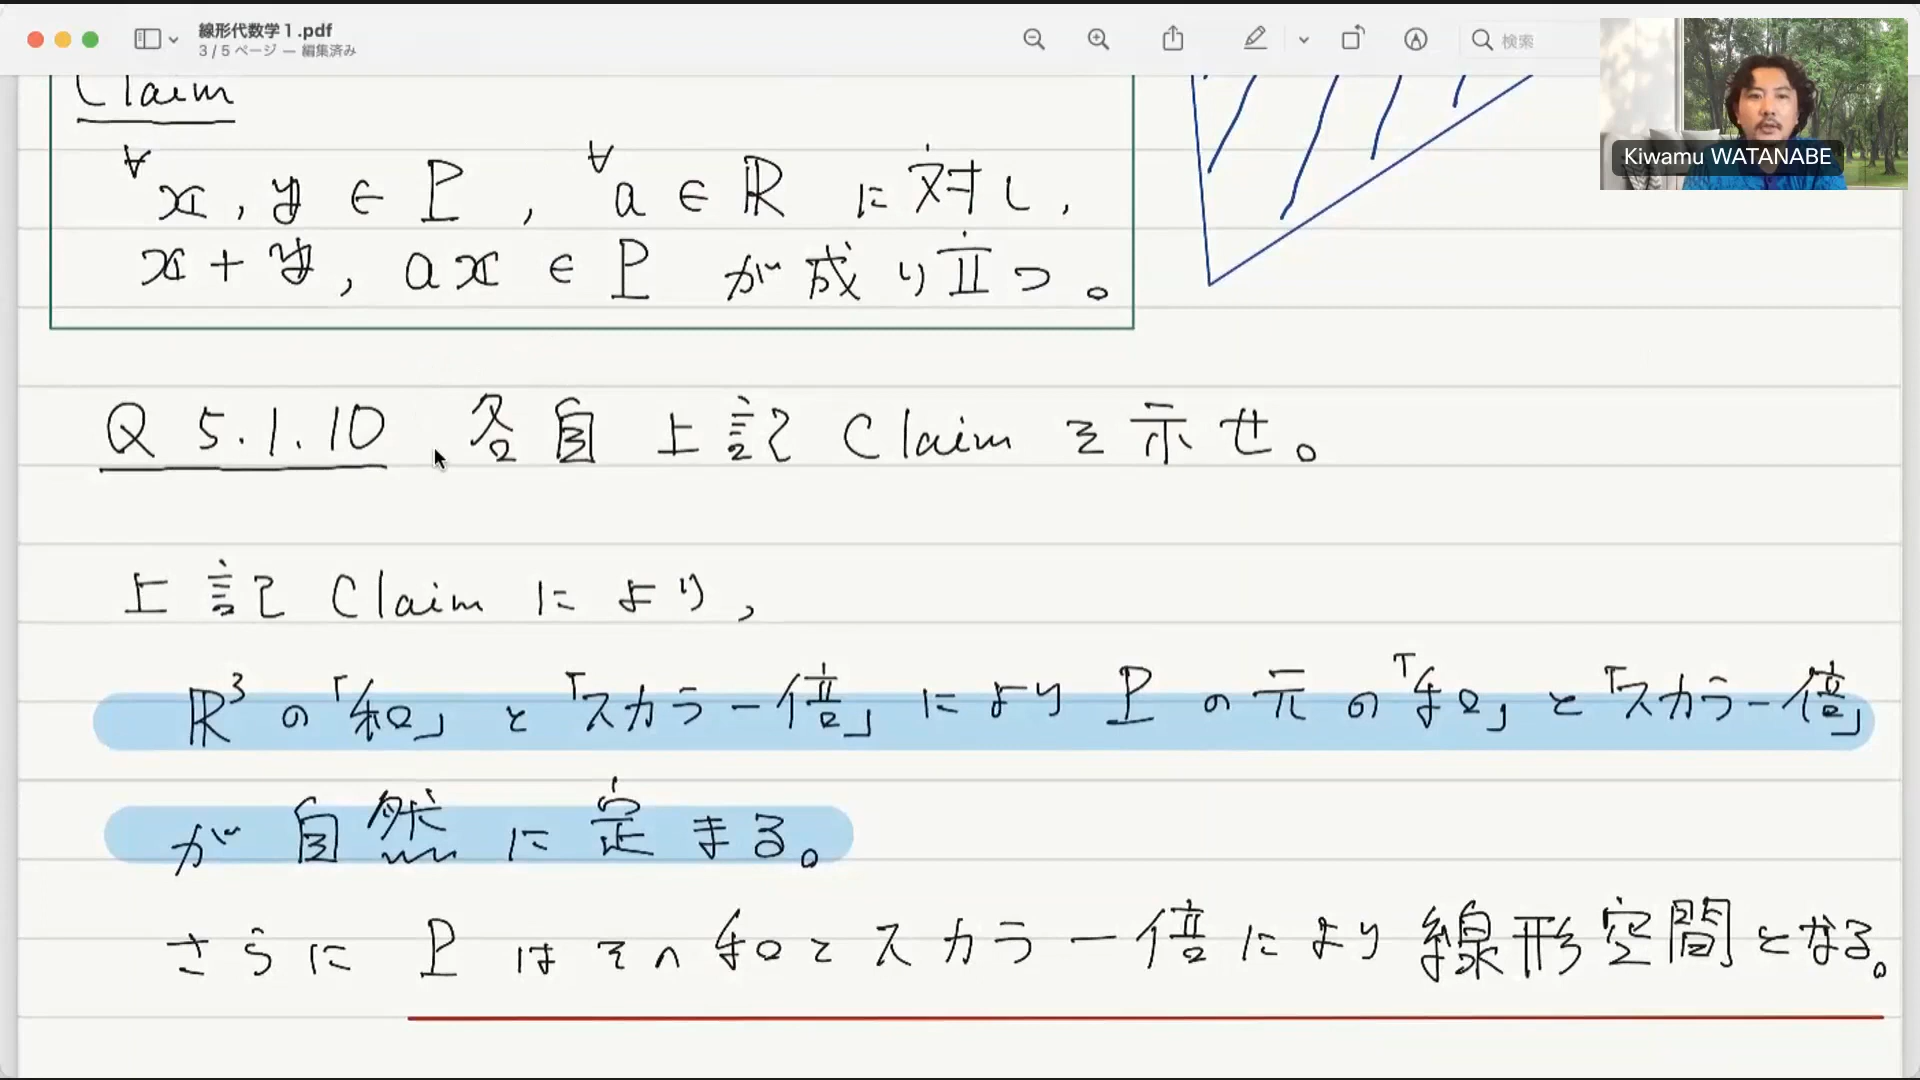 線形代数学1.pdf
3 / 5 ページ — 編集済み
検索
Kiwamu WATANABE
Claim
∀x, y ∈ P, ∀a ∈ R に対し,
x + y, ax ∈ P が成り立つ。
Q 5.1.10. 各自上記 Claim を示せ。
上記 Claim により,
R³ の「和」と「スカラー倍」により P の元の「和」と「スカラー倍」
が自然に定まる。
さらに P はその和とスカラー倍により線形空間となる。